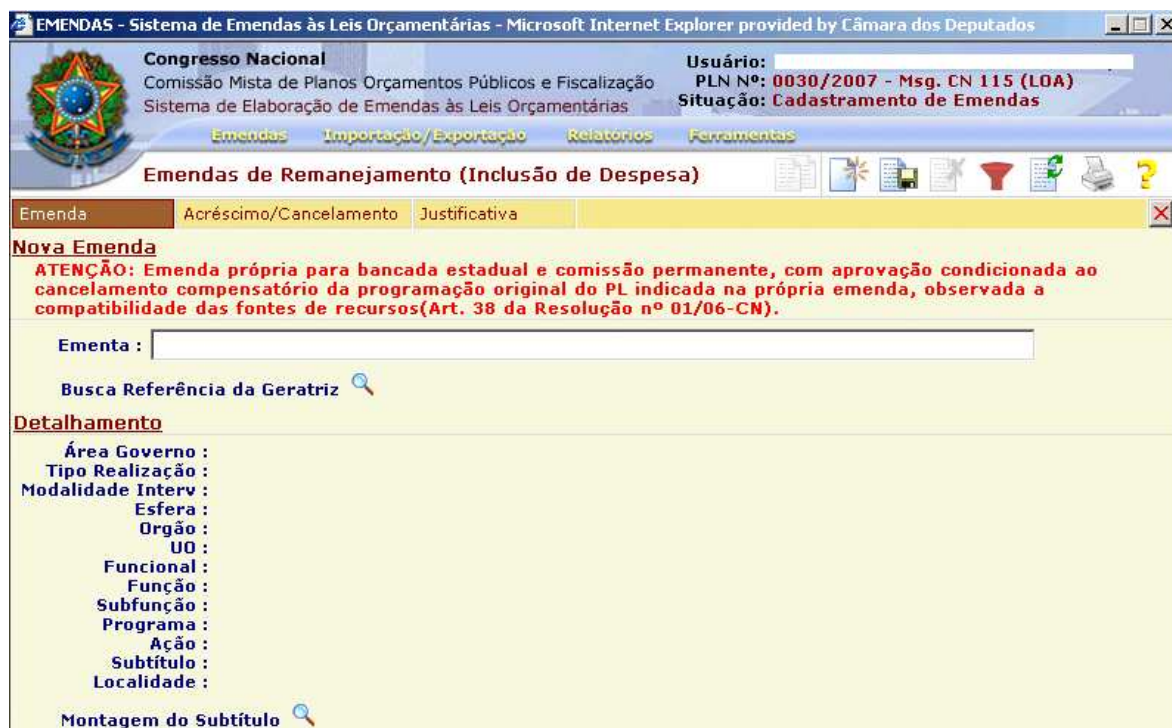 EMENDAS - Sistema de Emendas às Leis Orçamentárias - Microsoft Internet Explorer provided by Câmara dos Deputados
Congresso Nacional
Comissão Mista de Planos Orçamentos Públicos e Fiscalização
Sistema de Elaboração de Emendas às Leis Orçamentárias
Usuário:
PLN Nº: 0030/2007 - Msg. CN 115 (LOA)
Situação: Cadastramento de Emendas
Emendas Importação/Exportação Relatórios Ferramentas
Emendas de Remanejamento (Inclusão de Despesa)
Emenda Acréscimo/Cancelamento Justificativa
Nova Emenda
ATENÇÃO: Emenda própria para bancada estadual e comissão permanente, com aprovação condicionada ao
cancelamento compensatório da programação original do PL indicada na própria emenda, observada a
compatibilidade das fontes de recursos(Art. 38 da Resolução nº 01/06-CN).
Ementa :
Busca Referência da Geratriz
Detalhamento
Área Governo :
Tipo Realização :
Modalidade Interv :
Esfera :
Orgão :
UO :
Funcional :
Função :
Subfunção :
Programa :
Ação :
Subtítulo :
Localidade :
Montagem do Subtítulo